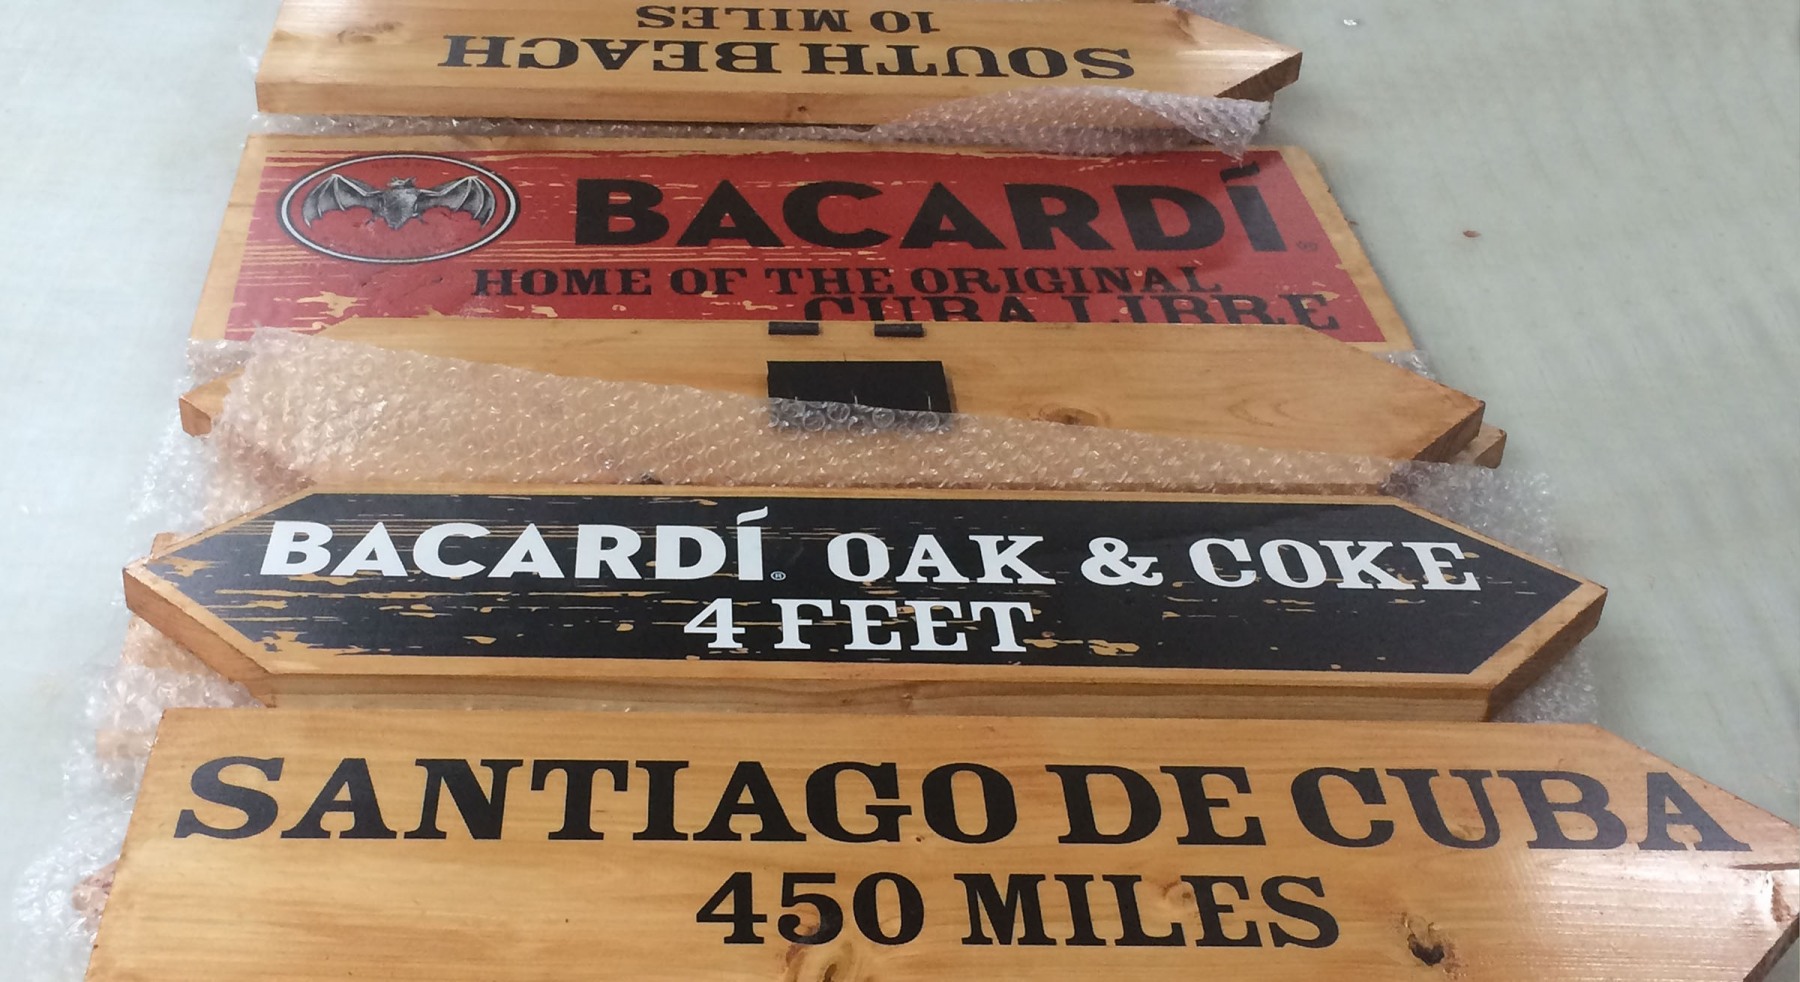 SOUTH BEACH
10 MILES
BACARDÍ
HOME OF THE ORIGINAL
CUBA LIBRE
BACARDÍ® OAK & COKE
4 FEET
SANTIAGO DE CUBA
450 MILES